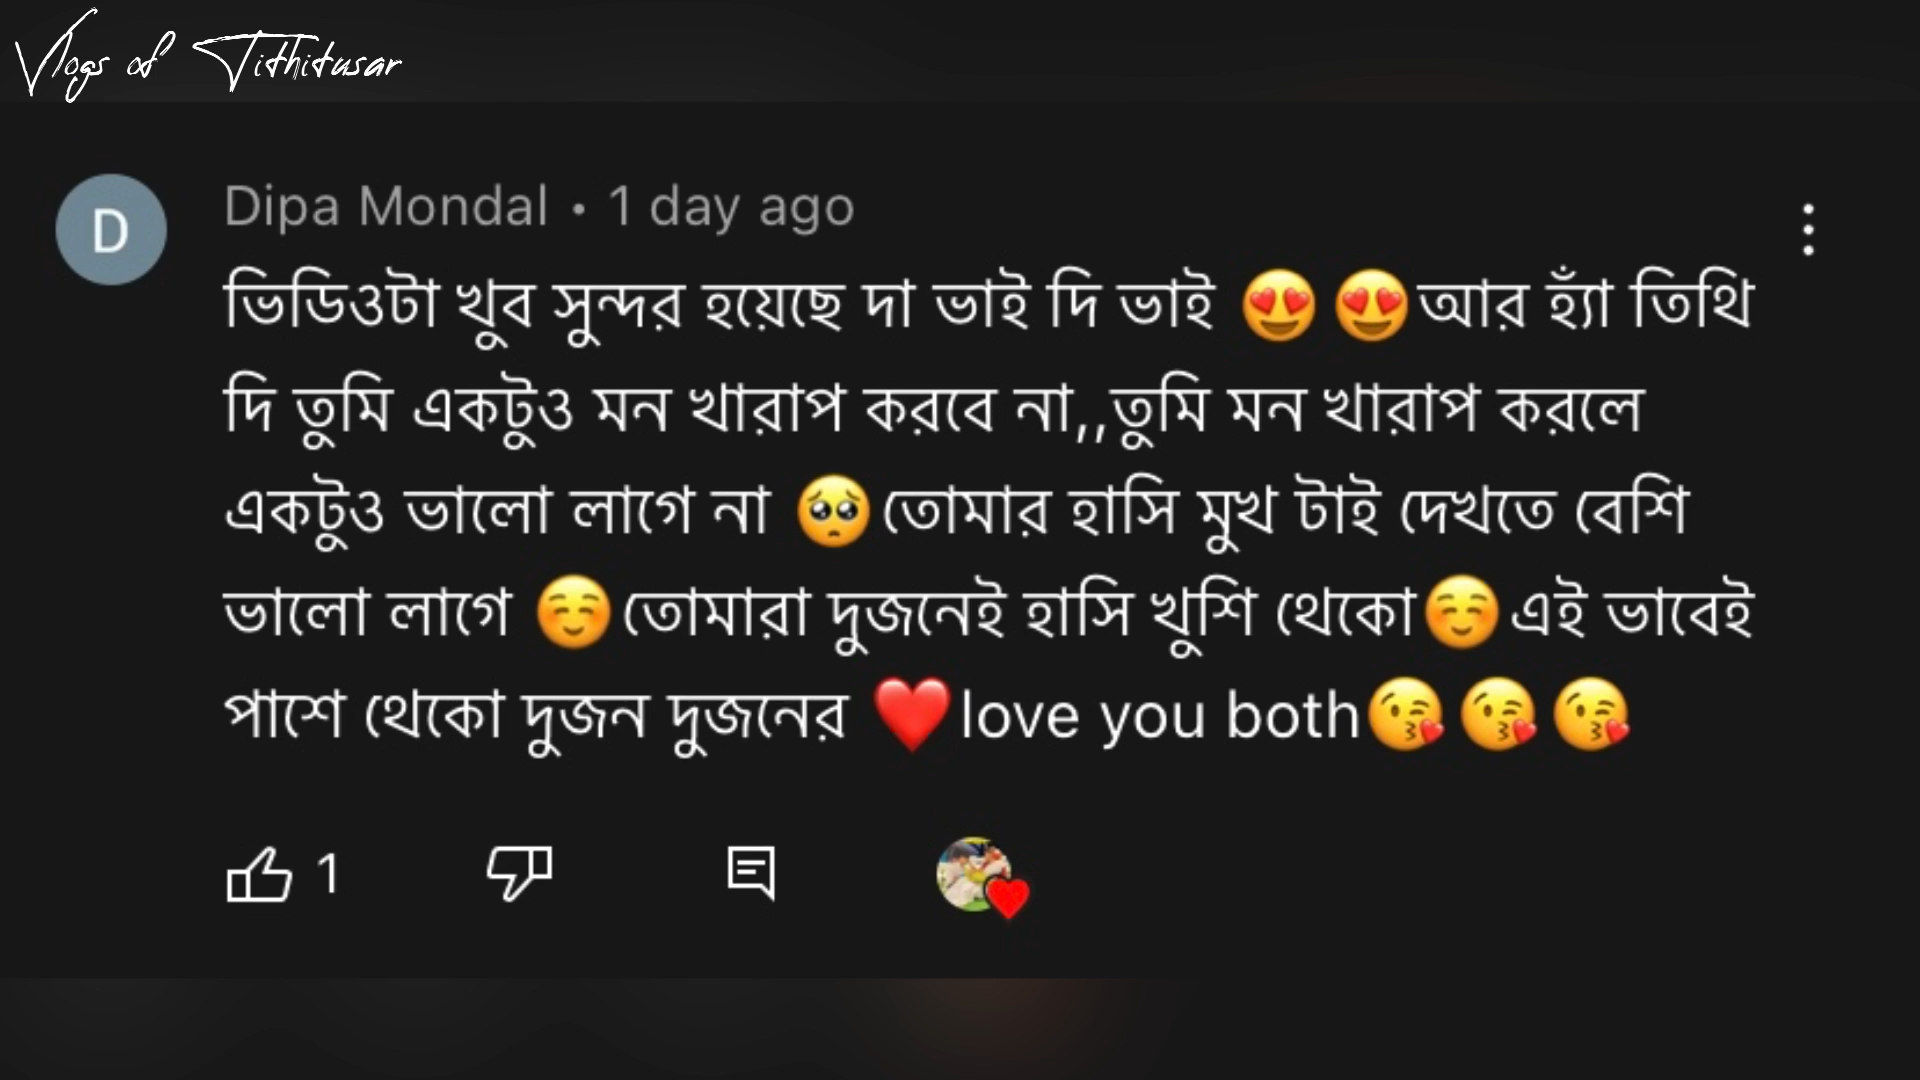 Vlogs of Tithitusar
D
Dipa Mondal • 1 day ago
ভিডিওটা খুব সুন্দর হয়েছে দা ভাই দি ভাই 😍😍আর হ্যাঁ তিথি
দি তুমি একটুও মন খারাপ করবে না,,তুমি মন খারাপ করলে
একটুও ভালো লাগে না 🥺তোমার হাসি মুখ টাই দেখতে বেশি
ভালো লাগে ☺️তোমারা দুজনেই হাসি খুশি থেকো☺️এই ভাবেই
পাশে থেকো দুজন দুজনের ❤️love you both😘😘😘
1